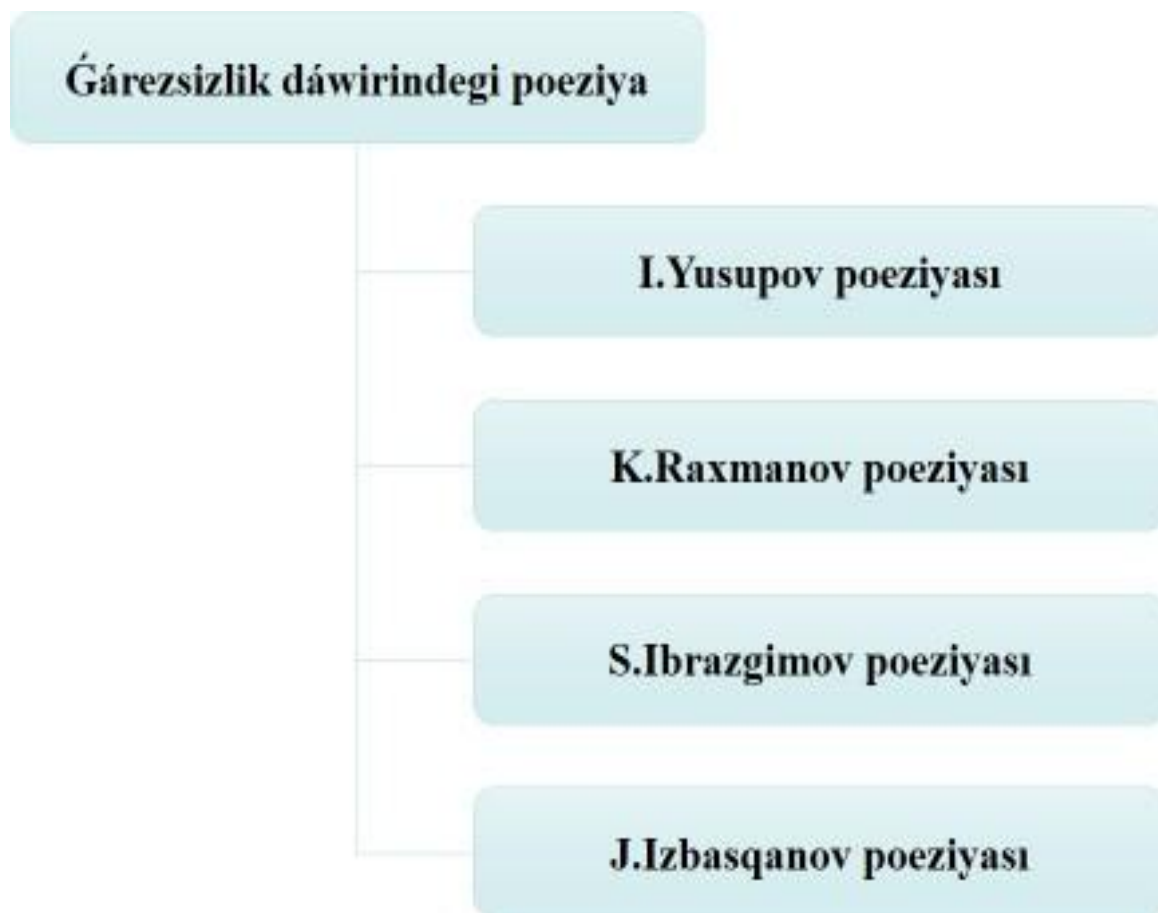 Ǵárezsizlik dáwirindegi poeziya
I.Yusupov poeziyası
K.Raxmanov poeziyası
S.Ibrazgimov poeziyası
J.Izbasqanov poeziyası